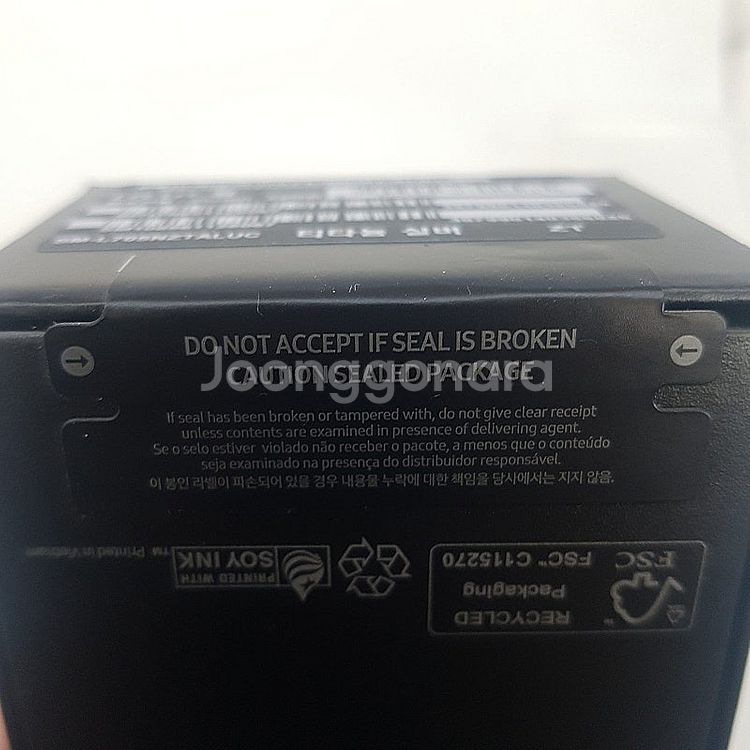 DO NOT ACCEPT IF SEAL IS BROKEN
CAUTION SEALED PACKAGE
Joonggonara
If seal has been broken or tampered with, do not give clear receipt
unless contents are examined in presence of delivering agent.
Se o selo estiver violado não receber o pacote, a menos que o conteúdo
seja examinado na presença do distribuidor responsável.
이 봉인 라벨이 파손되어 있을 경우 내용물 누락에 대한 책임을 당사에서는 지지 않음.
™ Printed in Vietnam
PRINTED WITH
SOY INK
FSC
FSC™ C115270
RECYCLED
Packaging